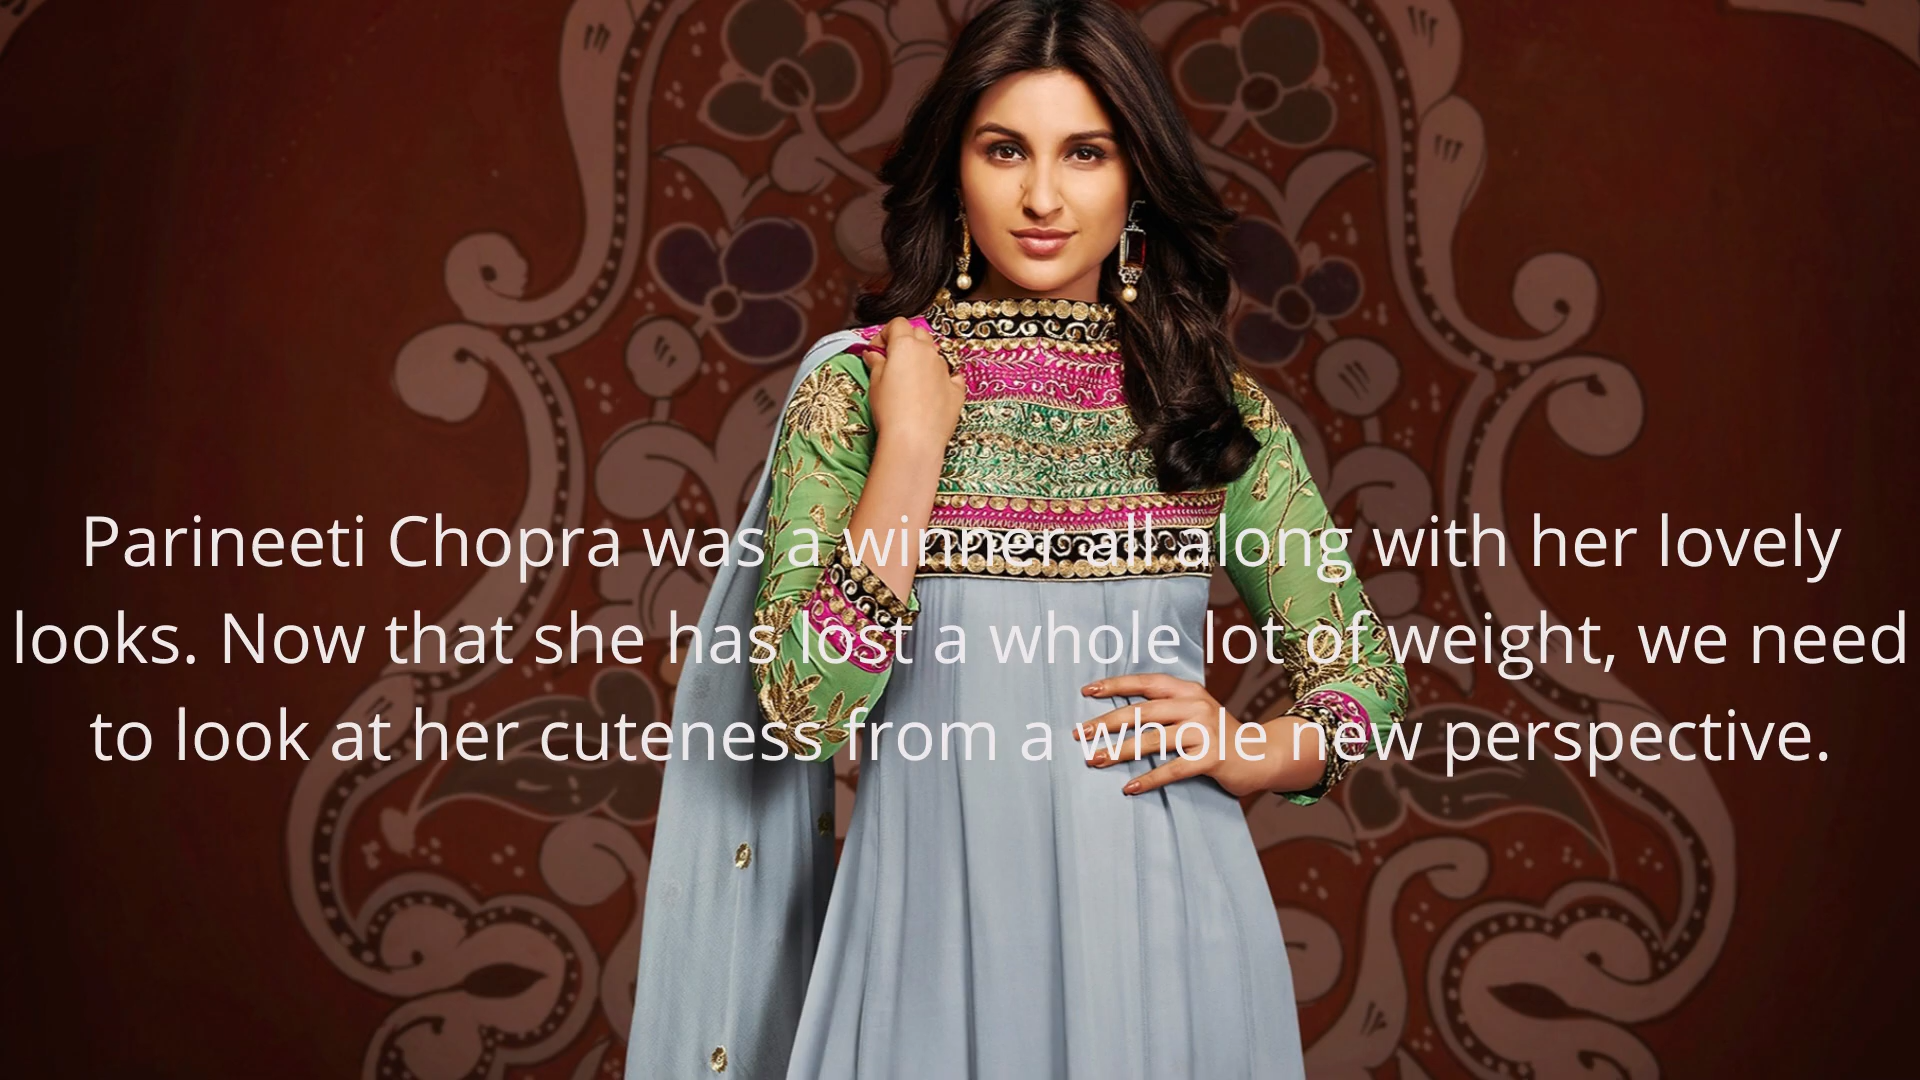 Parineeti Chopra was a winner all along with her lovely
looks. Now that she has lost a whole lot of weight, we need
to look at her cuteness from a whole new perspective.